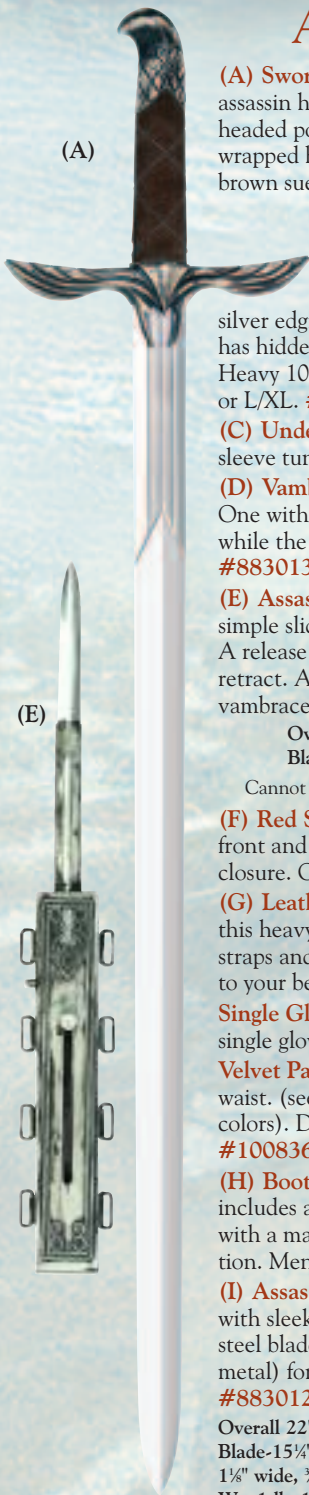 A
(A) Swor
assassin h
headed po
wrapped l
brown sue
(A)
silver edg
has hidde
Heavy 10
or L/XL. #
(C) Unde
sleeve tur
(D) Vaml
One with
while the
#883013
(E) Assas
simple slic
A release
retract. A
vambrace
(E)
Ov
Bla
Cannot
(F) Red S
front and
closure. C
(G) Leath
this heavy
straps and
to your be
Single Gl
single glov
Velvet Pa
waist. (see
colors). D
#100836
(H) Boot
includes a
with a ma
tion. Men
(I) Assas
with sleek
steel blade
metal) for
#883012
Overall 22"
Blade-15¼"
1⅛" wide, ¾